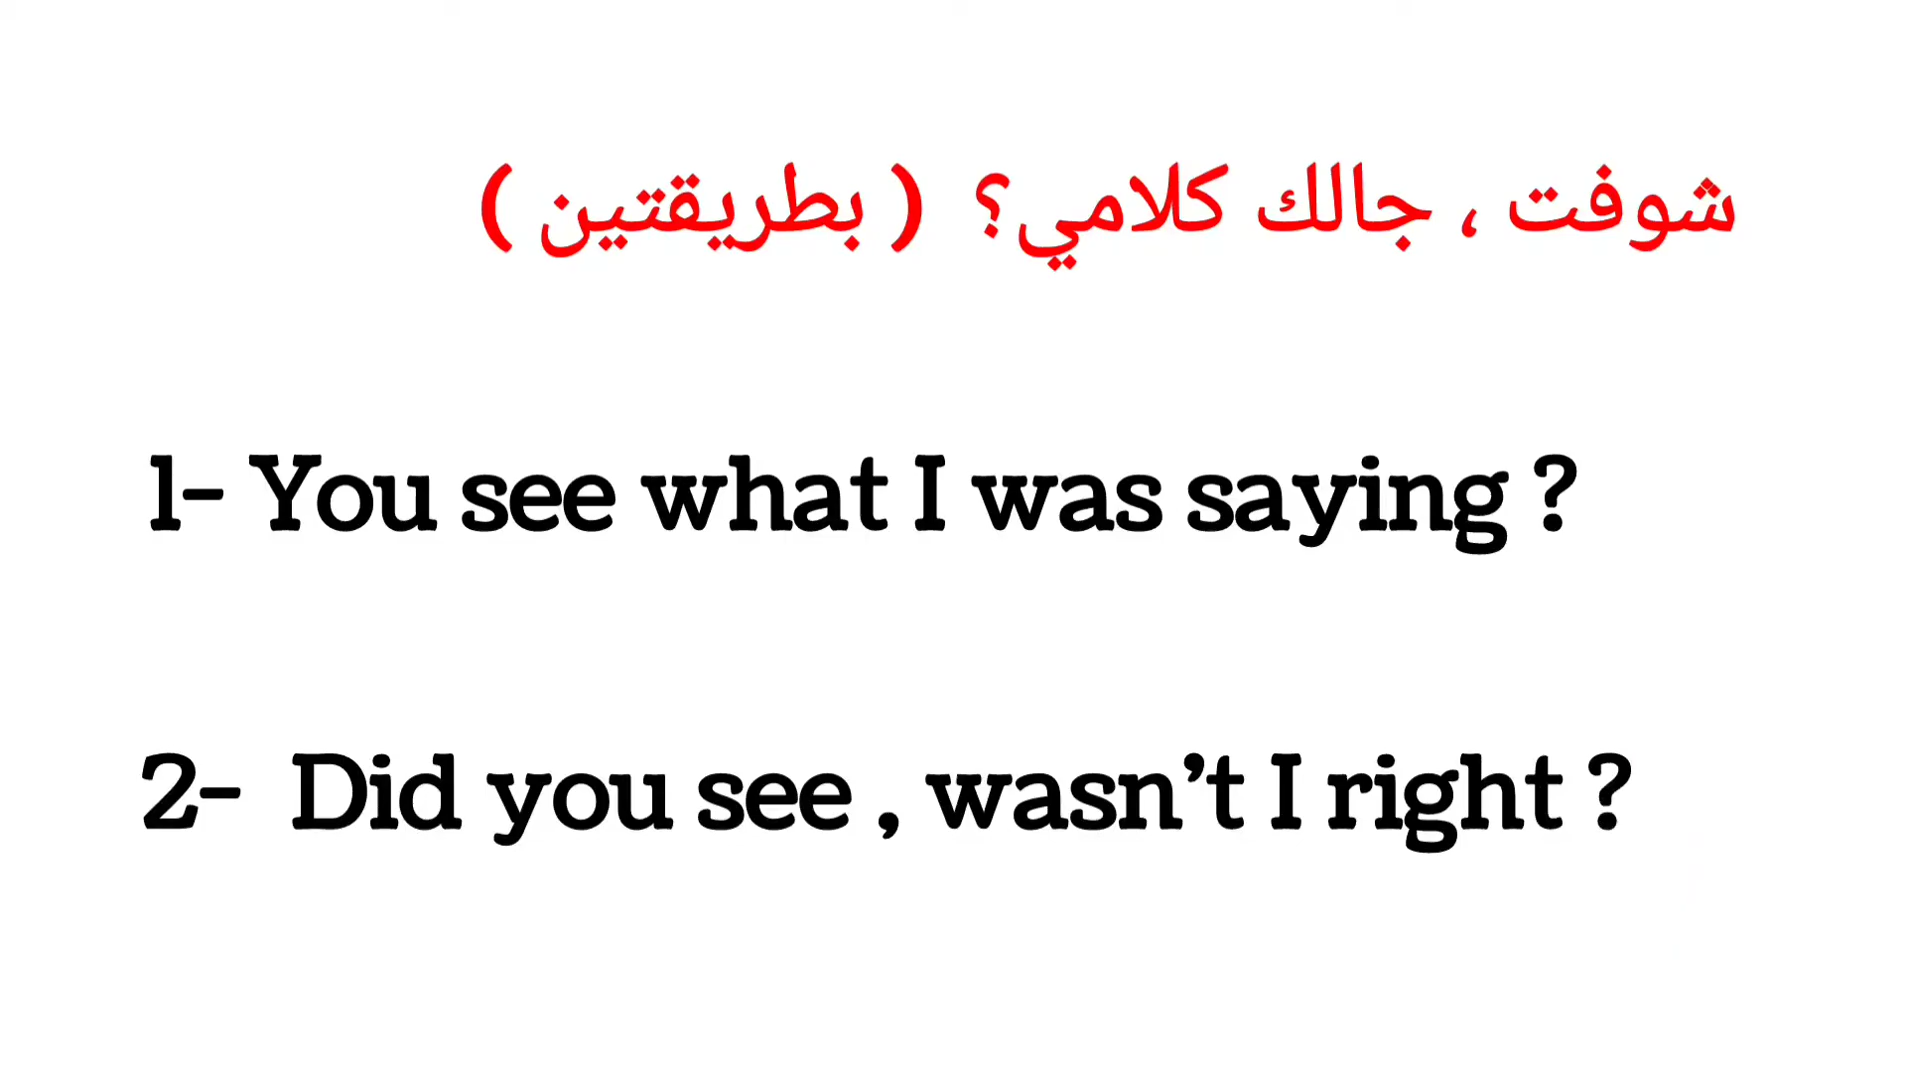 شوفت ، جالك كلامي؟ ( بطريقتين )
1- You see what I was saying ?
2- Did you see , wasn’t I right ?